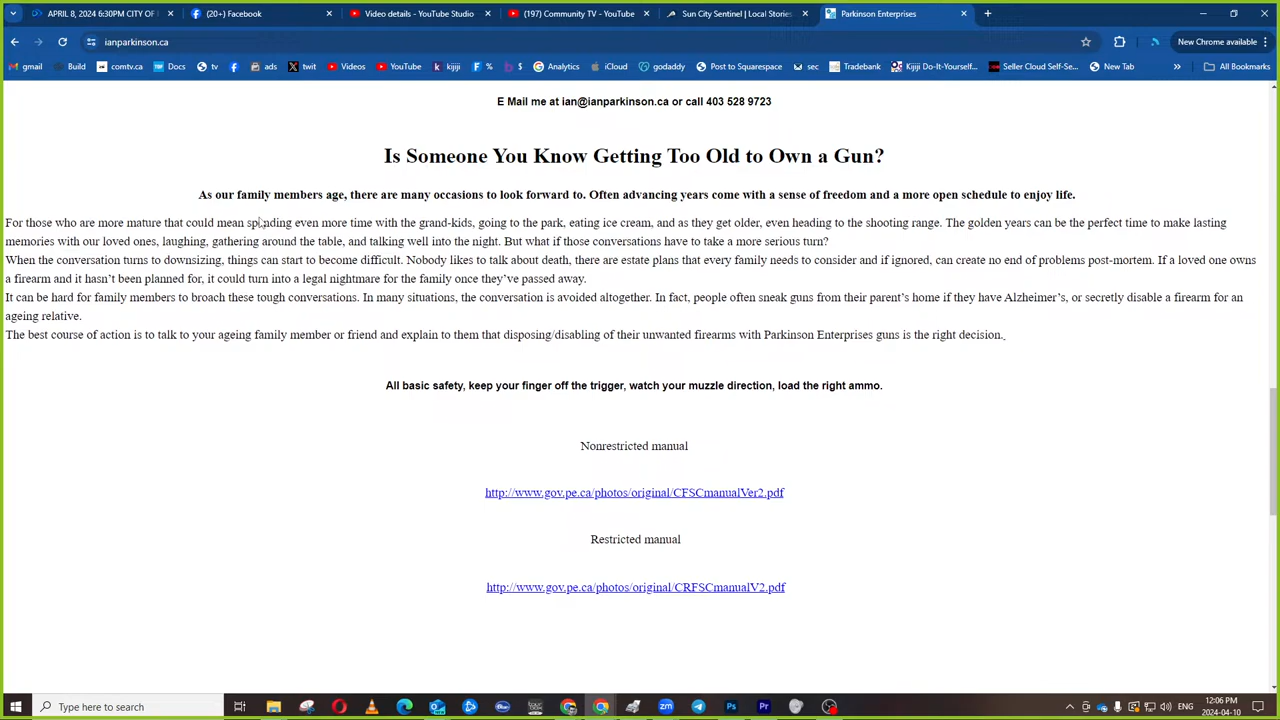 APRIL 8, 2024 6:30PM CITY OF
(20+) Facebook
Video details - YouTube Studio
(197) Community TV - YouTube
Sun City Sentinel | Local Stories
Parkinson Enterprises
ianparkinson.ca
New Chrome available
gmail
Build
comtv.ca
Docs
tv
ads
twit
Videos
YouTube
kijiji
%
$
Analytics
iCloud
godaddy
Post to Squarespace
sec
Tradebank
Kijiji Do-It-Yourself...
Seller Cloud Self-Se...
New Tab
All Bookmarks
E Mail me at ian@ianparkinson.ca or call 403 528 9723
Is Someone You Know Getting Too Old to Own a Gun?
As our family members age, there are many occasions to look forward to. Often advancing years come with a sense of freedom and a more open schedule to enjoy life.
For those who are more mature that could mean spending even more time with the grand-kids, going to the park, eating ice cream, and as they get older, even heading to the shooting range. The golden years can be the perfect time to make lasting
memories with our loved ones, laughing, gathering around the table, and talking well into the night. But what if those conversations have to take a more serious turn?
When the conversation turns to downsizing, things can start to become difficult. Nobody likes to talk about death, there are estate plans that every family needs to consider and if ignored, can create no end of problems post-mortem. If a loved one owns
a firearm and it hasn't been planned for, it could turn into a legal nightmare for the family once they've passed away.
It can be hard for family members to broach these tough conversations. In many situations, the conversation is avoided altogether. In fact, people often sneak guns from their parent's home if they have Alzheimer's, or secretly disable a firearm for an
ageing relative.
The best course of action is to talk to your ageing family member or friend and explain to them that disposing/disabling of their unwanted firearms with Parkinson Enterprises guns is the right decision.
All basic safety, keep your finger off the trigger, watch your muzzle direction, load the right ammo.
Nonrestricted manual
http://www.gov.pe.ca/photos/original/CFSCmanualVer2.pdf
Restricted manual
http://www.gov.pe.ca/photos/original/CRFSCmanualV2.pdf
Type here to search
ENG
12:06 PM
2024-04-10